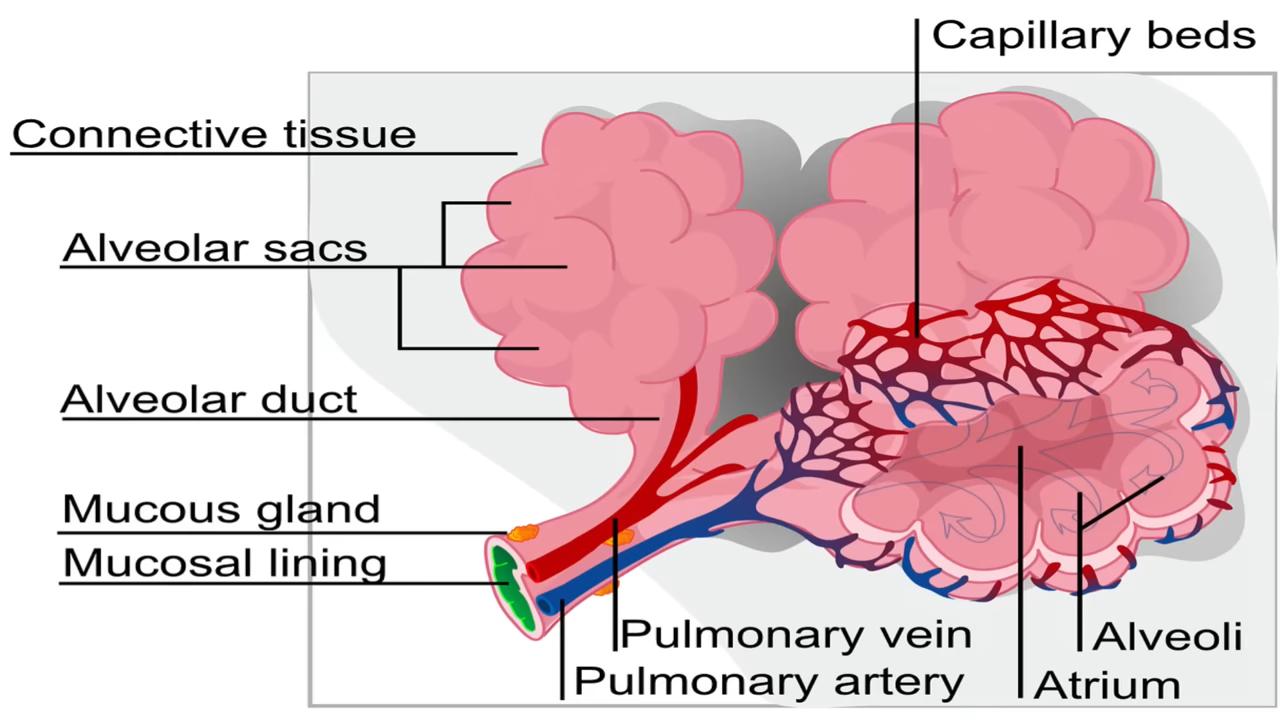 Capillary beds
Connective tissue
Alveolar sacs
Alveolar duct
Mucous gland
Mucosal lining
Pulmonary vein
Alveoli
Pulmonary artery
Atrium